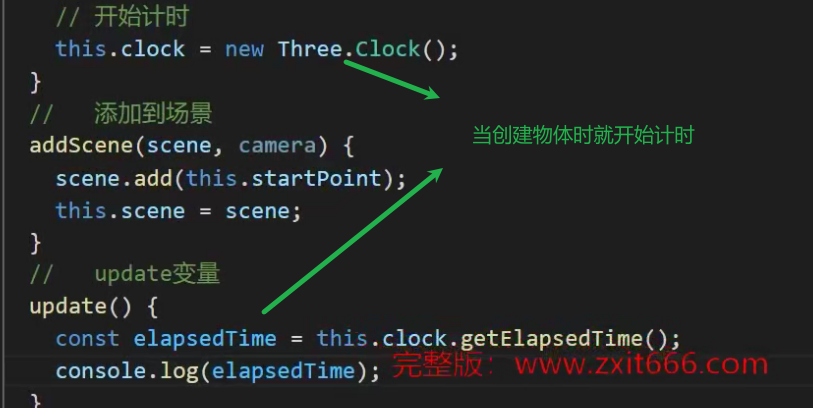 // 开始计时
this.clock = new Three.Clock();
}
// 添加到场景
addScene(scene, camera) {
当创建物体时就开始计时
scene.add(this.startPoint);
this.scene = scene;
}
// update变量
update() {
const elapsedTime = this.clock.getElapsedTime();
console.log(elapsedTime);
完整版：www.zxit666.com
}